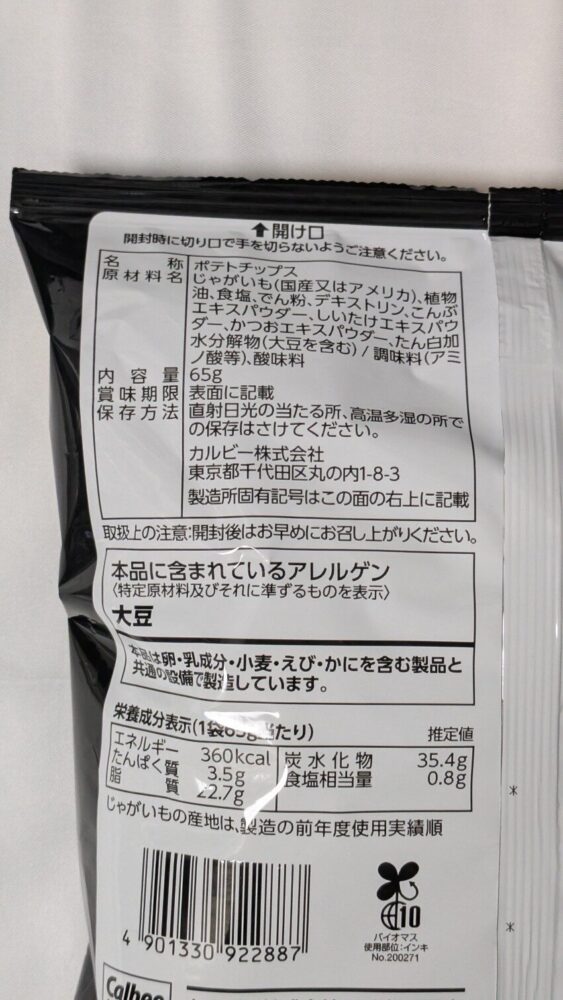 ⬆開け口
開封時に切り口で手を切らないようご注意ください。
名称 ポテトチップス
原材料名 じゃがいも(国産又はアメリカ)、植物
油、食塩、でん粉、デキストリン、こんぶ
エキスパウダー、しいたけエキスパウ
ダー、かつおエキスパウダー、たん白加
水分解物(大豆を含む) / 調味料(アミ
ノ酸等)、酸味料
内容量 65g
賞味期限 表面に記載
保存方法 直射日光の当たる所、高温多湿の所で
の保存はさけてください。
カルビー株式会社
東京都千代田区丸の内1-8-3
製造所固有記号はこの面の右上に記載
取扱上の注意:開封後はお早めにお召し上がりください。
本品に含まれているアレルゲン
〈特定原材料及びそれに準ずるものを表示〉
大豆
本品は卵・乳成分・小麦・えび・かにを含む製品と
共通の設備で製造しています。
栄養成分表示(1袋65g当たり) 推定値
エネルギー 360kcal 炭水化物 35.4g
たんぱく質 3.5g 食塩相当量 0.8g
脂質 22.7g
じゃがいもの産地は、製造の前年度使用実績順
4 901330 922887
10
バイオマス
使用部位:インキ
No.200271
Calbee
*
*